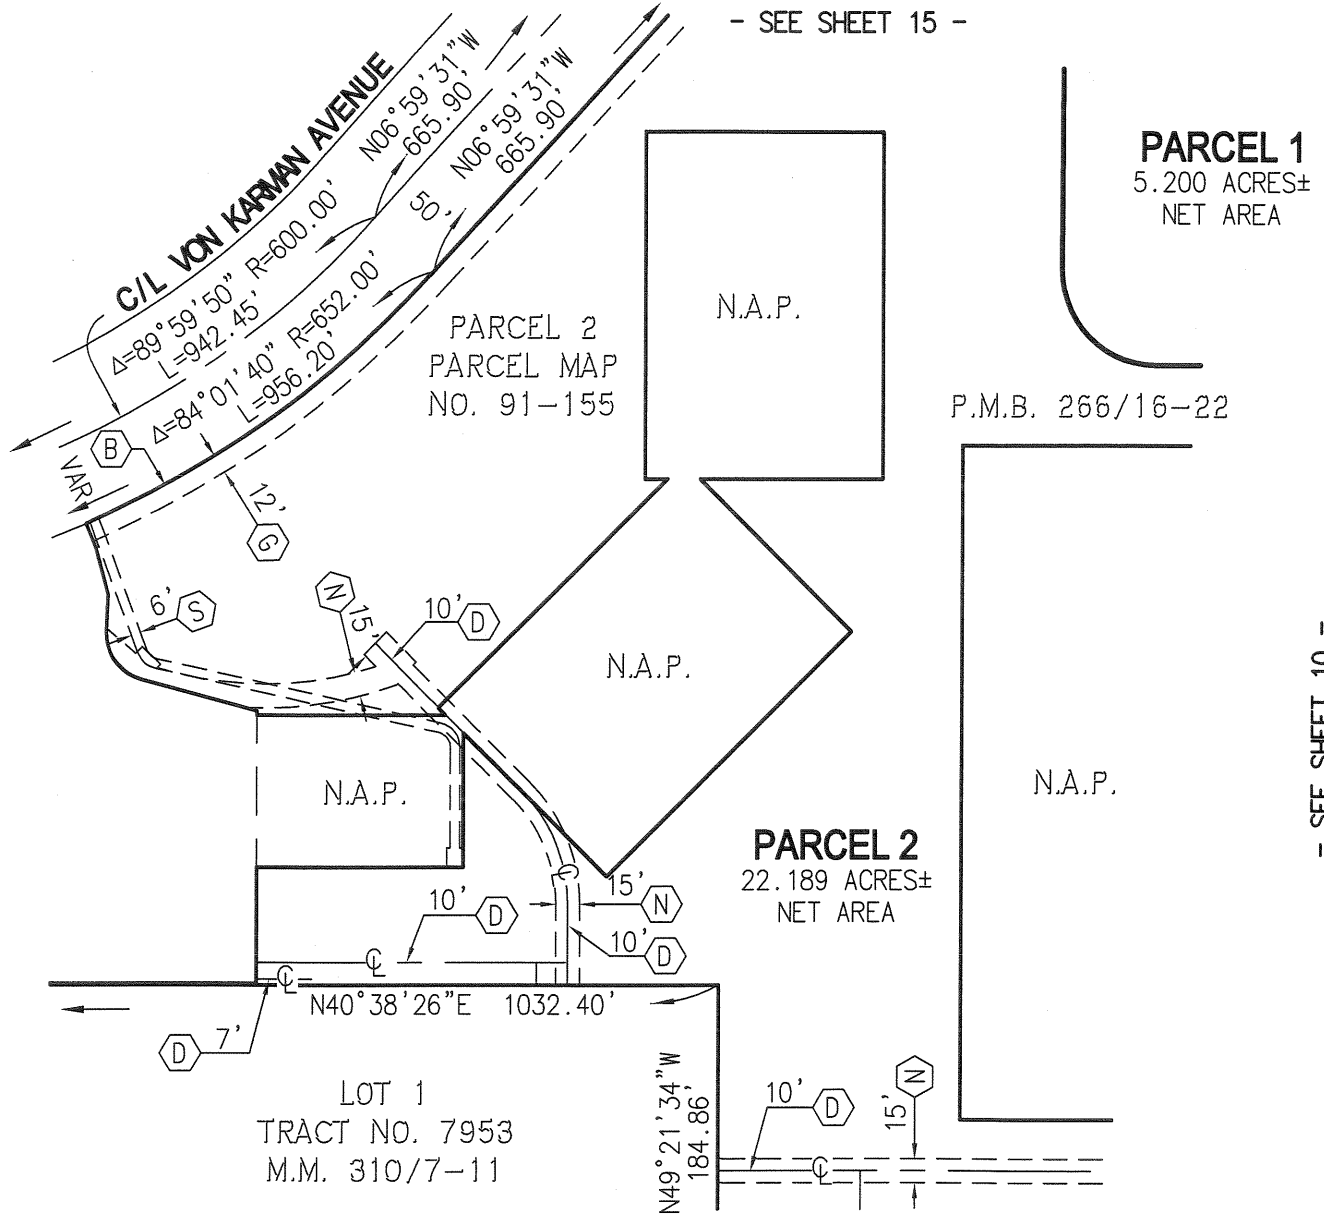 - SEE SHEET 15 -
C/L VON KARMAN AVENUE
N06°59'31"W
665.90'
N06°59'31"W
665.90'
50'
Δ=89°59'50" R=600.00'
L=942.45'
Δ=84°01'40" R=652.00'
L=956.20'
PARCEL 1
5.200 ACRES±
NET AREA
N.A.P.
PARCEL 2
PARCEL MAP
NO. 91-155
P.M.B. 266/16-22
B
VAR
12'
G
6'
S
N
15'
10'
D
N.A.P.
- SEE SHEET 10 -
N.A.P.
N.A.P.
PARCEL 2
22.189 ACRES±
NET AREA
15'
N
10'
D
10'
D
℄
℄
℄
N40°38'26"E 1032.40'
D
7'
LOT 1
TRACT NO. 7953
M.M. 310/7-11
N49°21'34"W
184.86'
10'
D
15'
N
℄